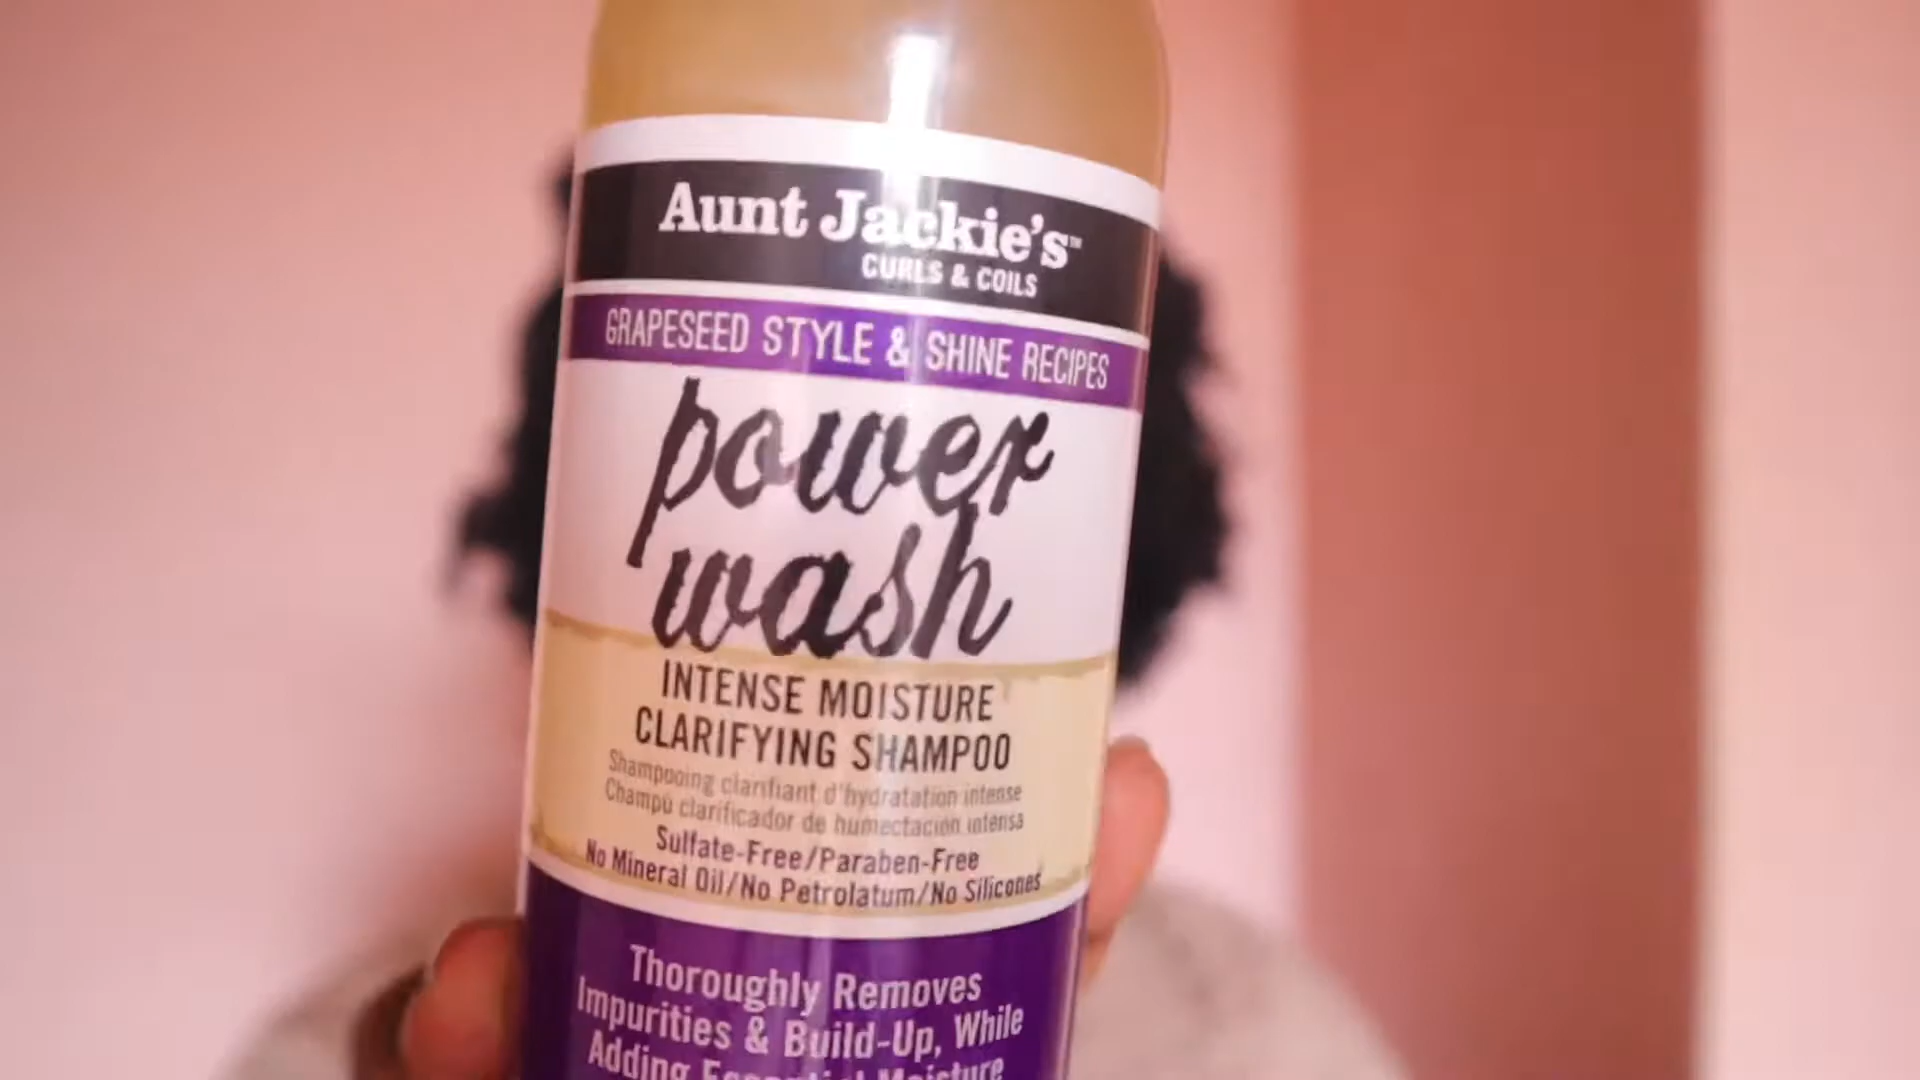 Aunt Jackie's™
CURLS & COILS
GRAPESEED STYLE & SHINE RECIPES
power
wash
INTENSE MOISTURE
CLARIFYING SHAMPOO
Shampooing clarifiant d'hydratation intense
Champú clarificador de humectación intensa
Sulfate-Free/Paraben-Free
No Mineral Oil/No Petrolatum/No Silicones
Thoroughly Removes
Impurities & Build-Up, While
Adding Essential Moisture